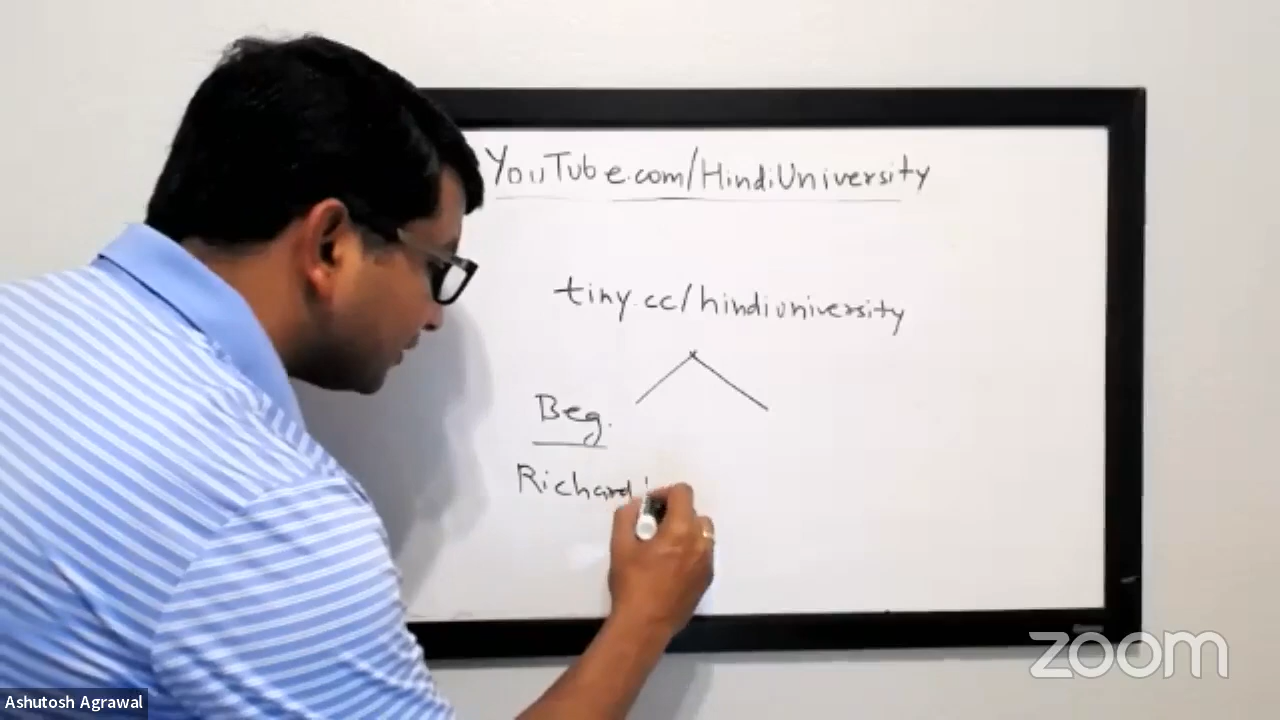 YouTube.com/HindiUniversity
tiny.cc/hindiuniversity
Beg.
Richard
zoom
Ashutosh Agrawal